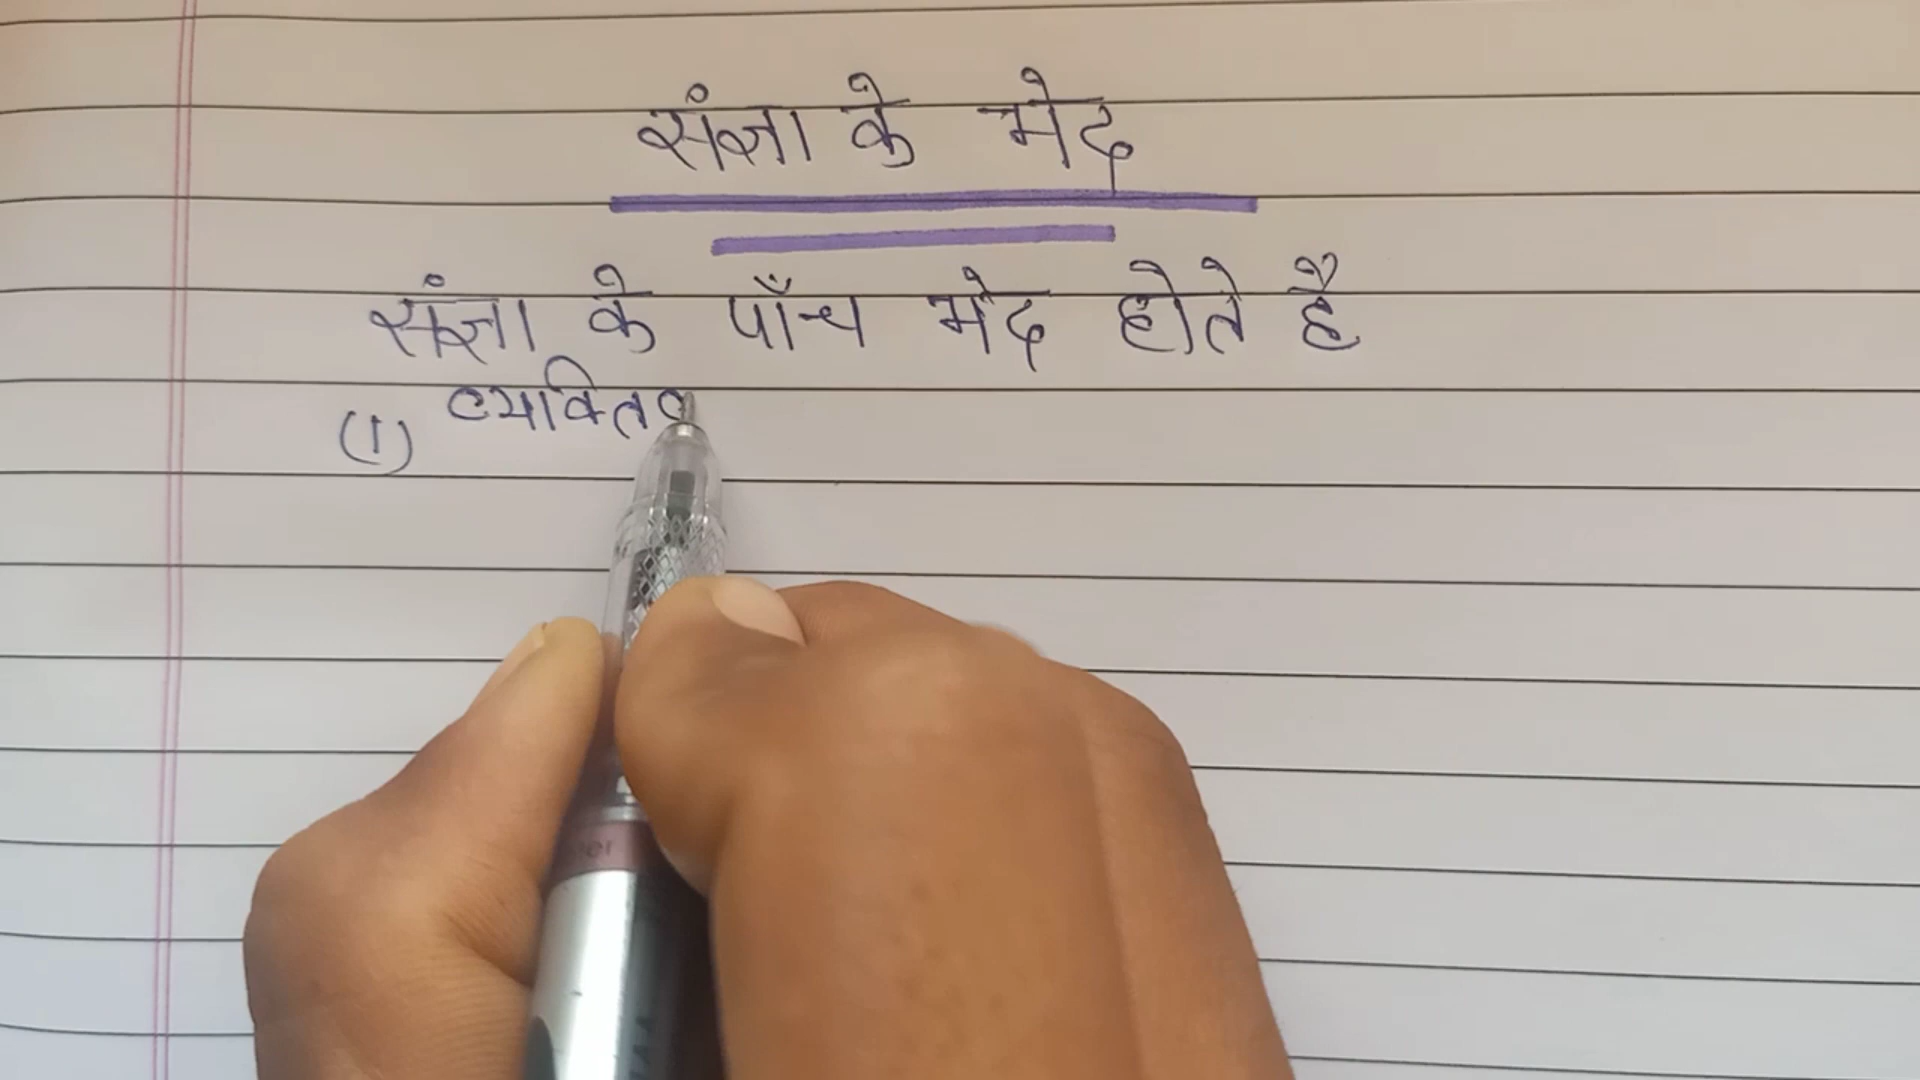 संज्ञा के भेद
संज्ञा के पाँच भेद होते है
(1) व्यक्ति